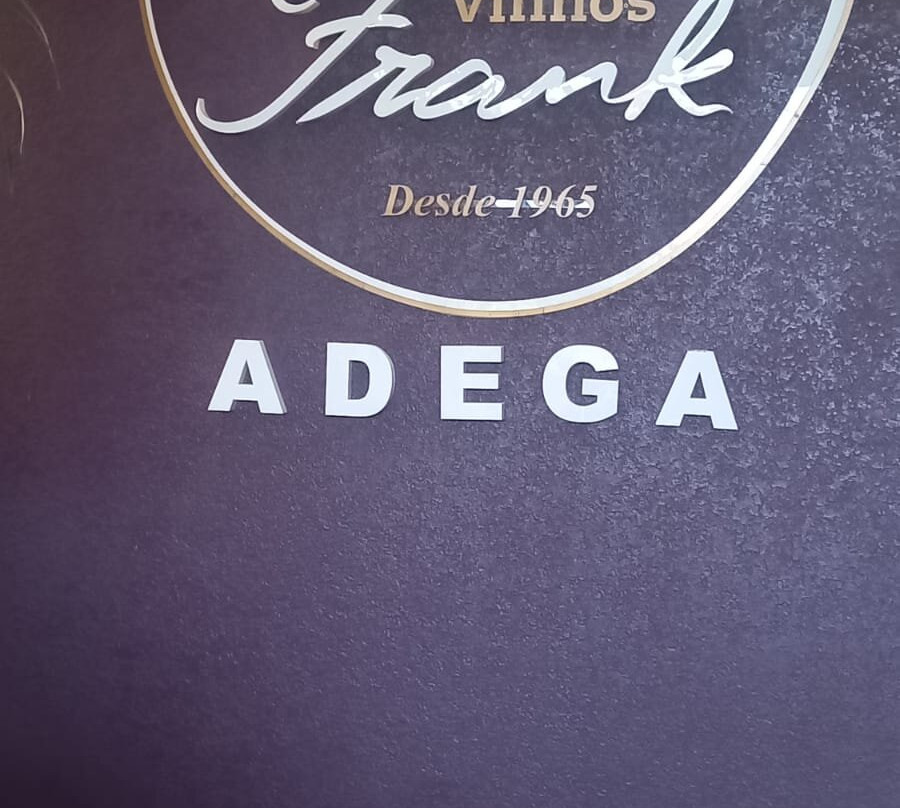 vinhos
Frank
Desde 1965
ADEGA